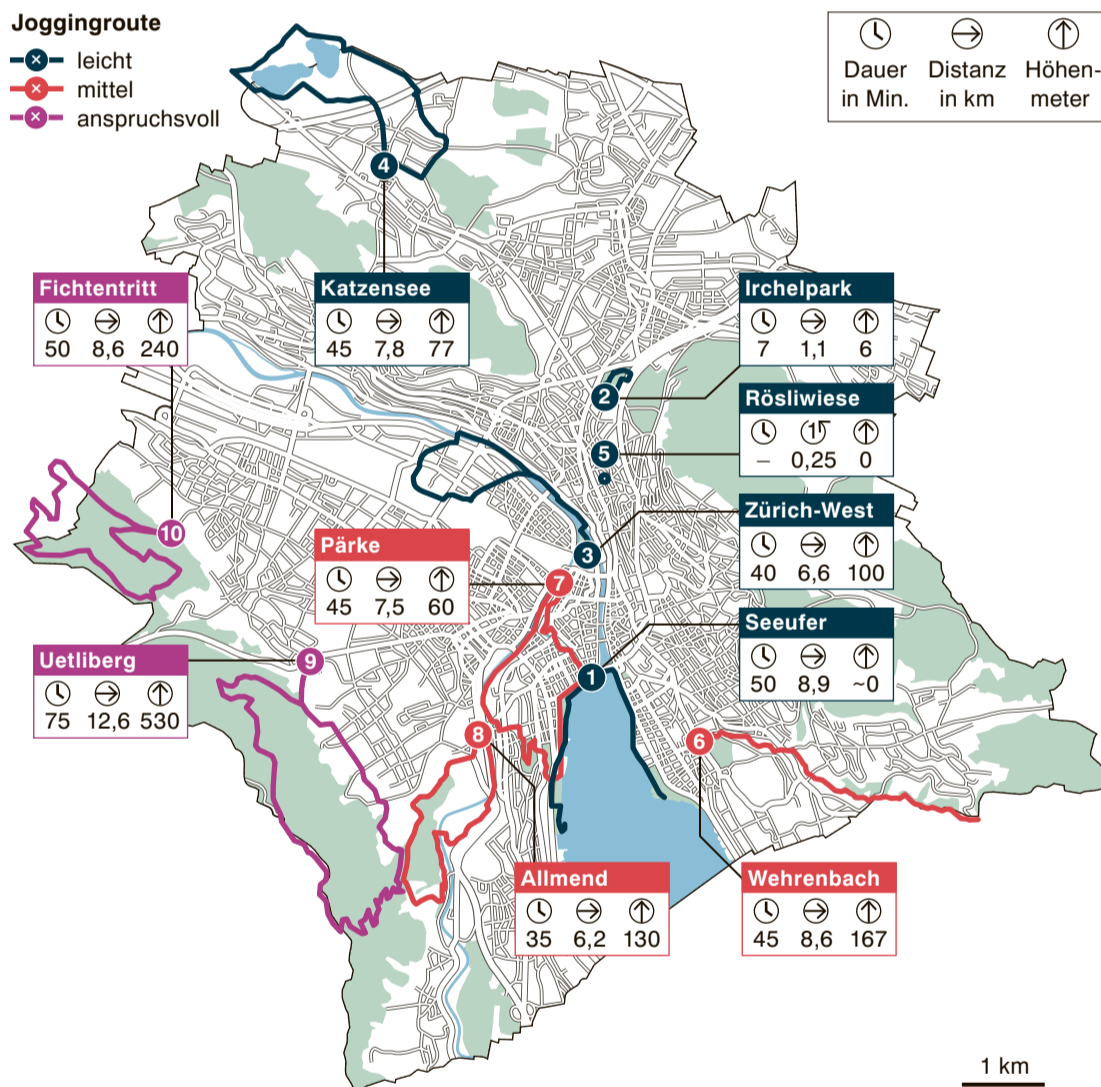 Joggingroute
leicht
mittel
anspruchsvoll
Dauer in Min.
Distanz in km
Höhen-
meter
4
Fichtentritt
50 8,6 240
Katzensee
45 7,8 77
Irchelpark
7 1,1 6
2
Rösliwiese
1
– 0,25 0
5
Zürich-West
40 6,6 100
3
10
Pärke
45 7,5 60
7
Seeufer
50 8,9 ~0
1
Uetliberg
75 12,6 530
9
8
6
Allmend
35 6,2 130
Wehrenbach
45 8,6 167
1 km